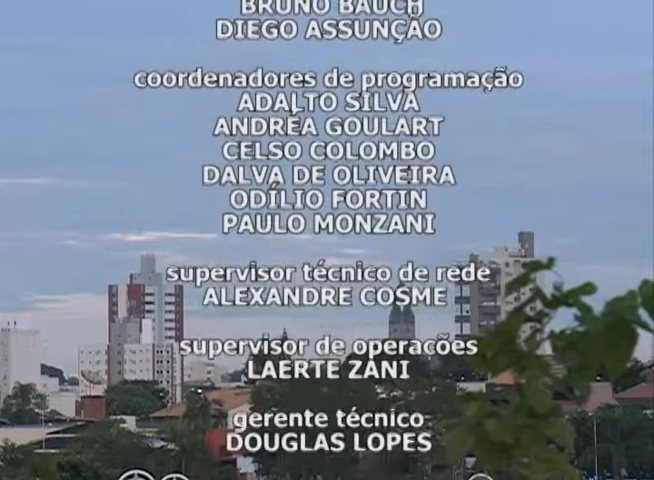 BRUNO BAUCH
DIEGO ASSUNÇÃO
coordenadores de programação
ADALTO SILVA
ANDRÉA GOULART
CELSO COLOMBO
DALVA DE OLIVEIRA
ODÍLIO FORTIN
PAULO MONZANI
supervisor técnico de rede
ALEXANDRE COSME
supervisor de operações
LAERTE ZANI
gerente técnico
DOUGLAS LOPES